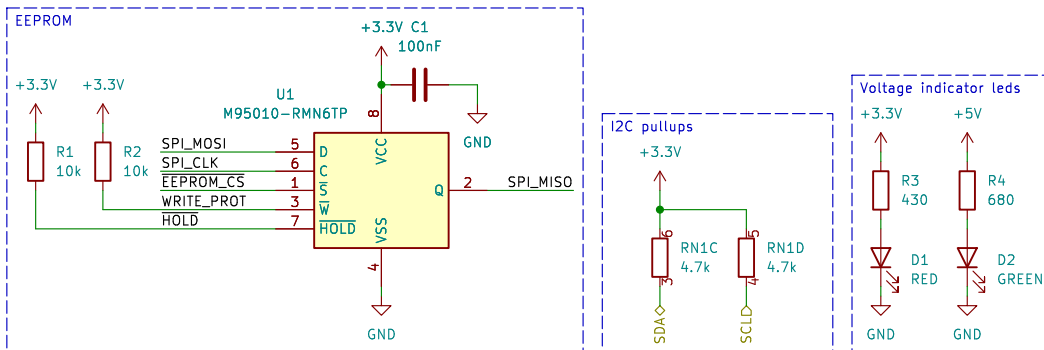 EEPROM
+3.3V C1
100nF
+3.3V
+3.3V
U1
M95010-RMN6TP
8
VCC
GND
R1
10k
R2
10k
SPI_MOSI
5
D
SPI_CLK
6
C
EEPROM_CS
1
S
WRITE_PROT
3
W
HOLD
7
HOLD
Q
2
SPI_MISO
VSS
4
GND
I2C pullups
+3.3V
6
RN1C
4.7k
3
SDA
5
RN1D
4.7k
4
SCL
Voltage indicator leds
+3.3V
+5V
R3
430
R4
680
D1
RED
D2
GREEN
GND
GND